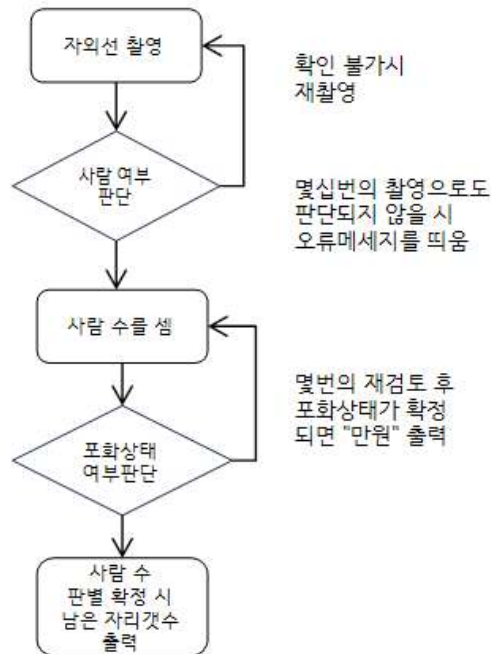 자외선 촬영
확인 불가시
재촬영
사람 여부
판단
몇십번의 촬영으로도
판단되지 않을 시
오류메세지를 띄움
사람 수를 셈
몇번의 재검토 후
포화상태가 확정
되면 "만원" 출력
포화상태
여부판단
사람 수
판별 확정 시
남은 자리갯수
출력